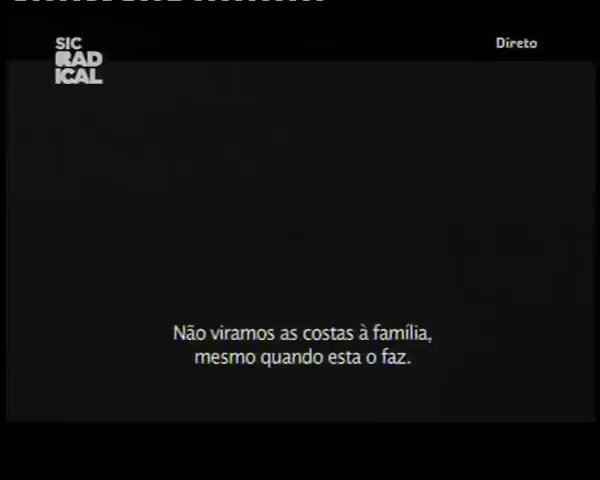 SIC
RAD
ICAL
Direto
Não viramos as costas à família,
mesmo quando esta o faz.